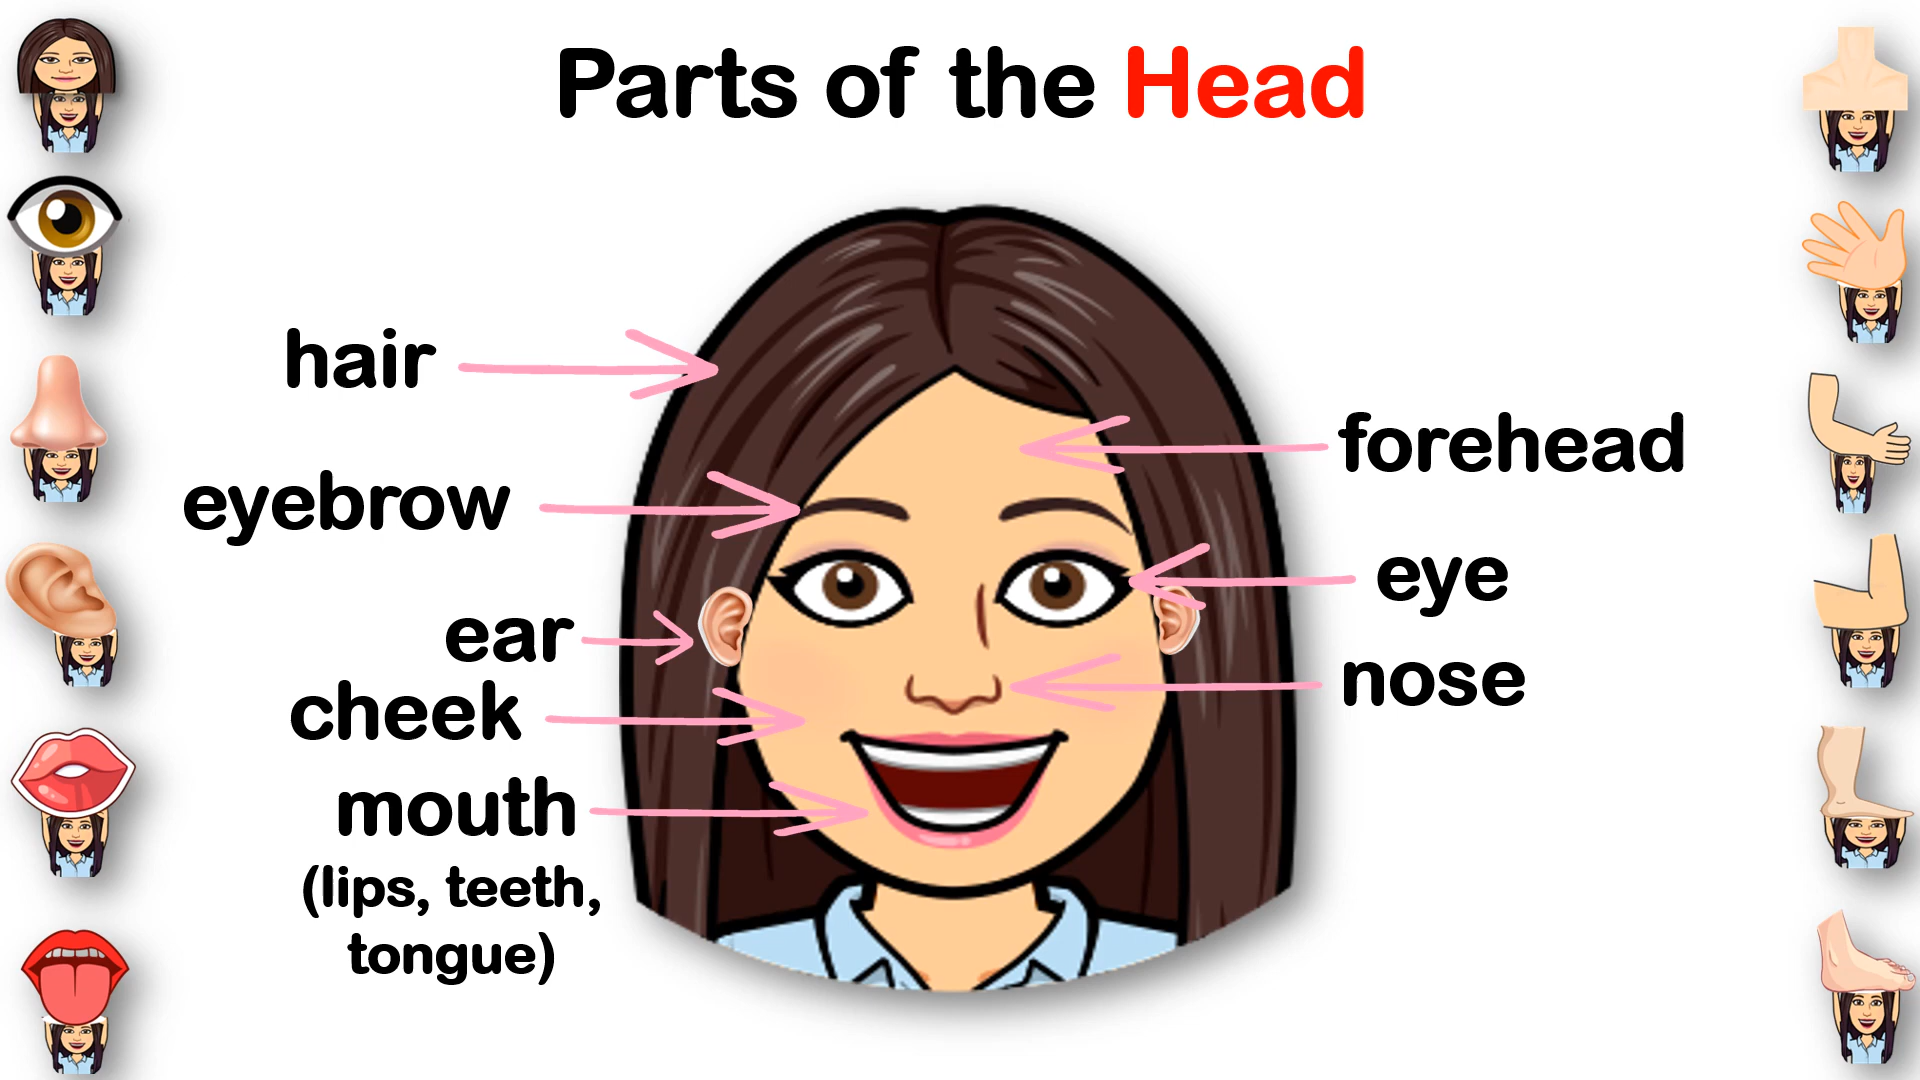 Parts of the Head
hair
eyebrow
ear
cheek
mouth
(lips, teeth,
tongue)
forehead
eye
nose